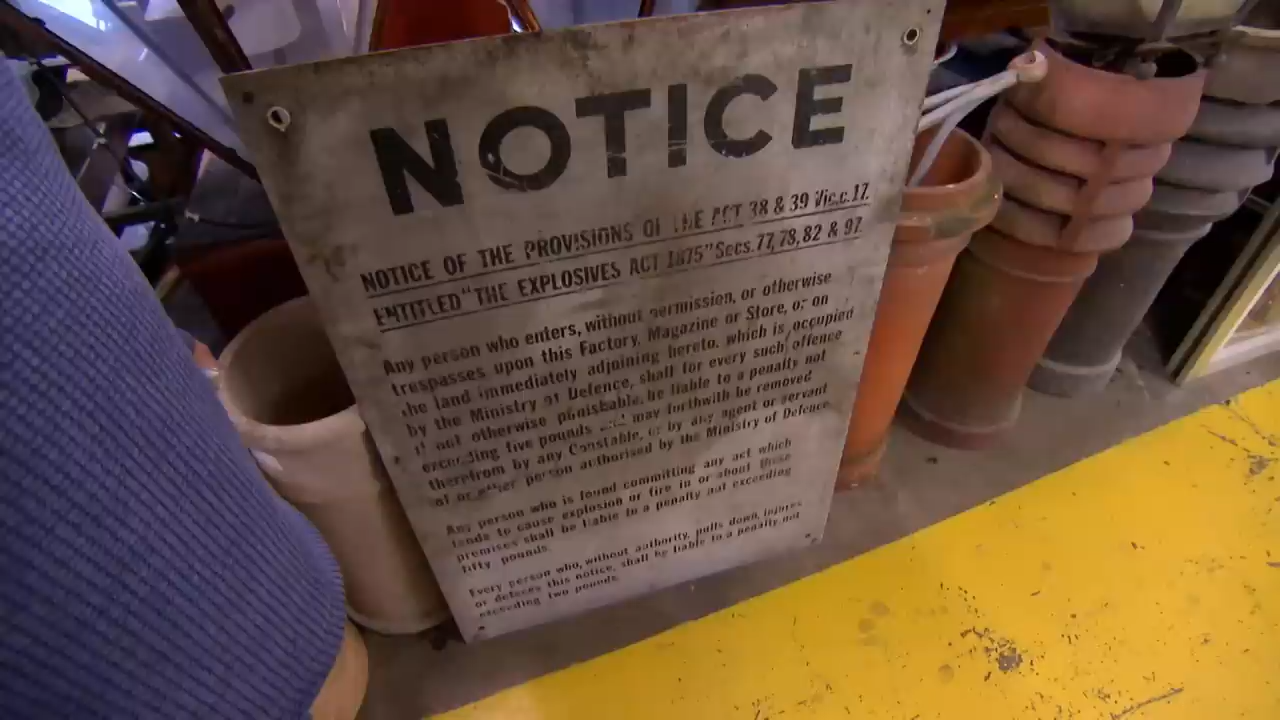 NOTICE
NOTICE OF THE PROVISIONS OF THE ACT 38 & 39 Vic.c.17.
ENTITLED "THE EXPLOSIVES ACT 1875" Secs.77,78,82 & 97.
Any person who enters, without permission, or otherwise
trespasses upon this Factory, Magazine or Store, or on
the land immediately adjoining hereto, which is occupied
by the Ministry of Defence, shall for every such offence
if not otherwise punishable, be liable to a penalty not
exceeding five pounds and may forthwith be removed
therefrom by any Constable, or by any agent or servant
of or other person authorised by the Ministry of Defence.
Any person who is found committing any act which
tends to cause explosion or fire in or about these
premises shall be liable to a penalty not exceeding
fifty pounds.
Every person who, without authority, pulls down, injures
or defaces this notice, shall be liable to a penalty not
exceeding two pounds.